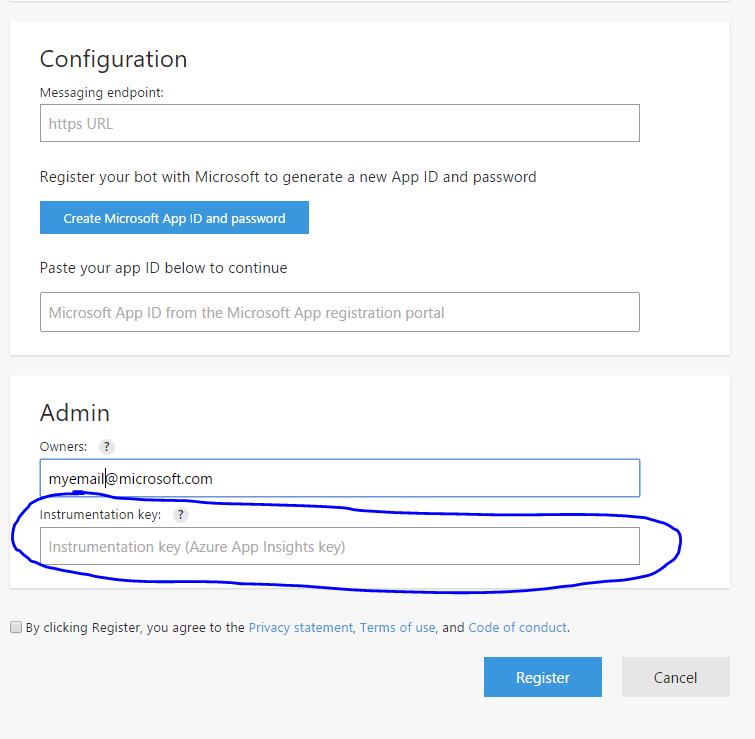 Configuration
Messaging endpoint:
https URL
Register your bot with Microsoft to generate a new App ID and password
Create Microsoft App ID and password
Paste your app ID below to continue
Microsoft App ID from the Microsoft App registration portal
Admin
Owners: ?
myemail@microsoft.com
Instrumentation key: ?
Instrumentation key (Azure App Insights key)
By clicking Register, you agree to the Privacy statement, Terms of use, and Code of conduct.
Register Cancel